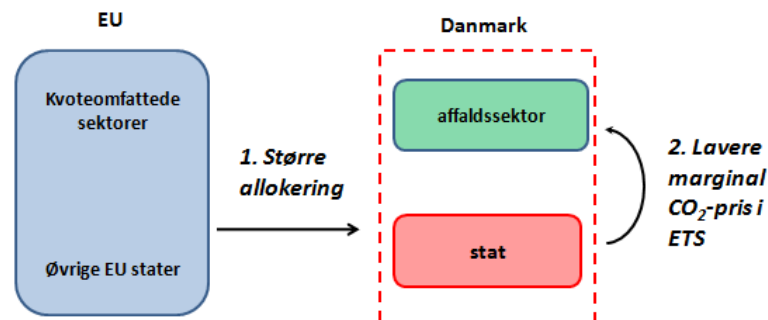 EU
Kvoteomfattede
sektorer
Øvrige EU stater
1. Større
allokering
Danmark
affaldssektor
stat
2. Lavere
marginal
CO₂-pris i
ETS